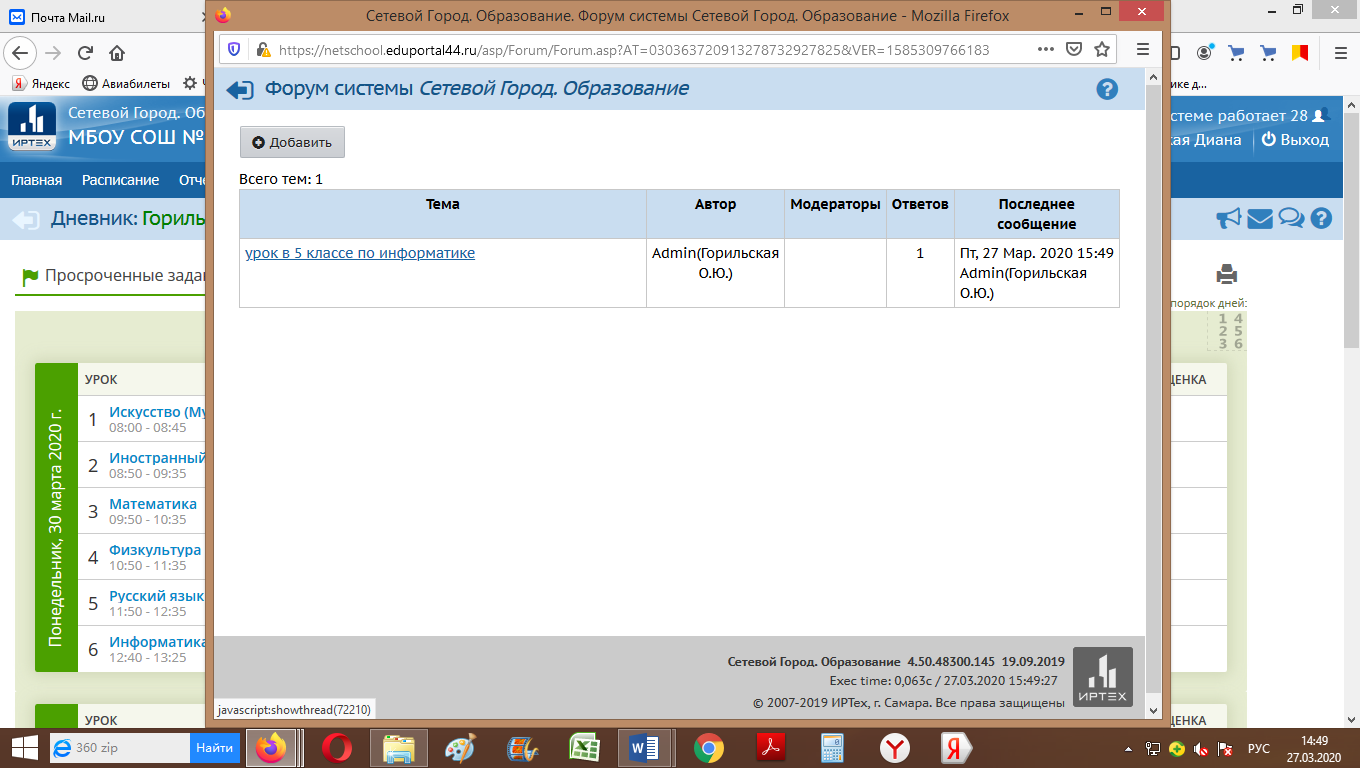 Почта Mail.ru
Сетевой Город. Образование. Форум системы Сетевой Город. Образование - Mozilla Firefox
https://netschool.eduportal44.ru/asp/Forum/Forum.asp?AT=030363720913278732927825&VER=1585309766183
Яндекс
Авиабилеты
ике д...
Форум системы Сетевой Город. Образование
Сетевой Город. Об
МБОУ СОШ №
ИРТЕХ
стеме работает 28
кая Диана
Выход
Главная
Расписание
Отче
Дневник: Гориль
Просроченные задан
порядок дней:
1 4
2 5
3 6
Добавить
Всего тем: 1
Тема
Автор
Модераторы
Ответов
Последнее
сообщение
урок в 5 классе по информатике
Admin(Горильская
О.Ю.)
1
Пт, 27 Мар. 2020 15:49
Admin(Горильская
О.Ю.)
Понедельник, 30 марта 2020 г.
УРОК
ЦЕНКА
1 Искусство (Му
08:00 - 08:45
2 Иностранный
08:50 - 09:35
3 Математика
09:50 - 10:35
4 Физкультура
10:50 - 11:35
5 Русский язык
11:50 - 12:35
6 Информатика
12:40 - 13:25
УРОК
ЦЕНКА
Сетевой Город. Образование 4.50.48300.145 19.09.2019
Exec time: 0,063с / 27.03.2020 15:49:27
© 2007-2019 ИРТех, г. Самара. Все права защищены
ИРТЕХ
javascript:showthread(72210)
360 zip
Найти
РУС
14:49
27.03.2020